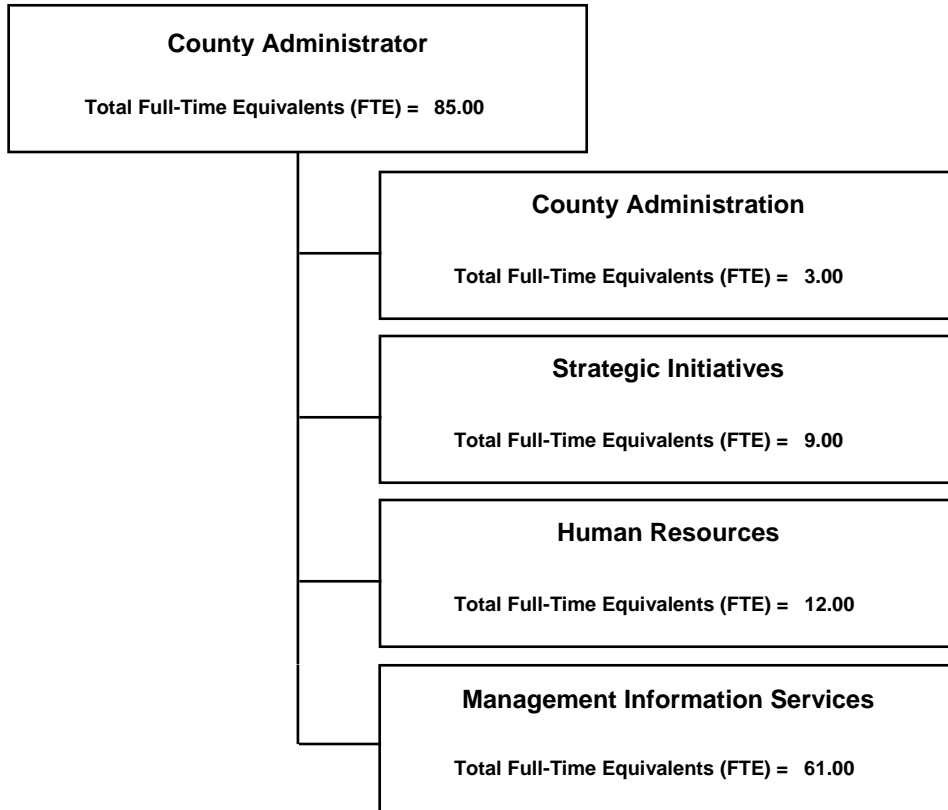 County Administrator
Total Full-Time Equivalents (FTE) = 85.00
County Administration
Total Full-Time Equivalents (FTE) = 3.00
Strategic Initiatives
Total Full-Time Equivalents (FTE) = 9.00
Human Resources
Total Full-Time Equivalents (FTE) = 12.00
Management Information Services
Total Full-Time Equivalents (FTE) = 61.00